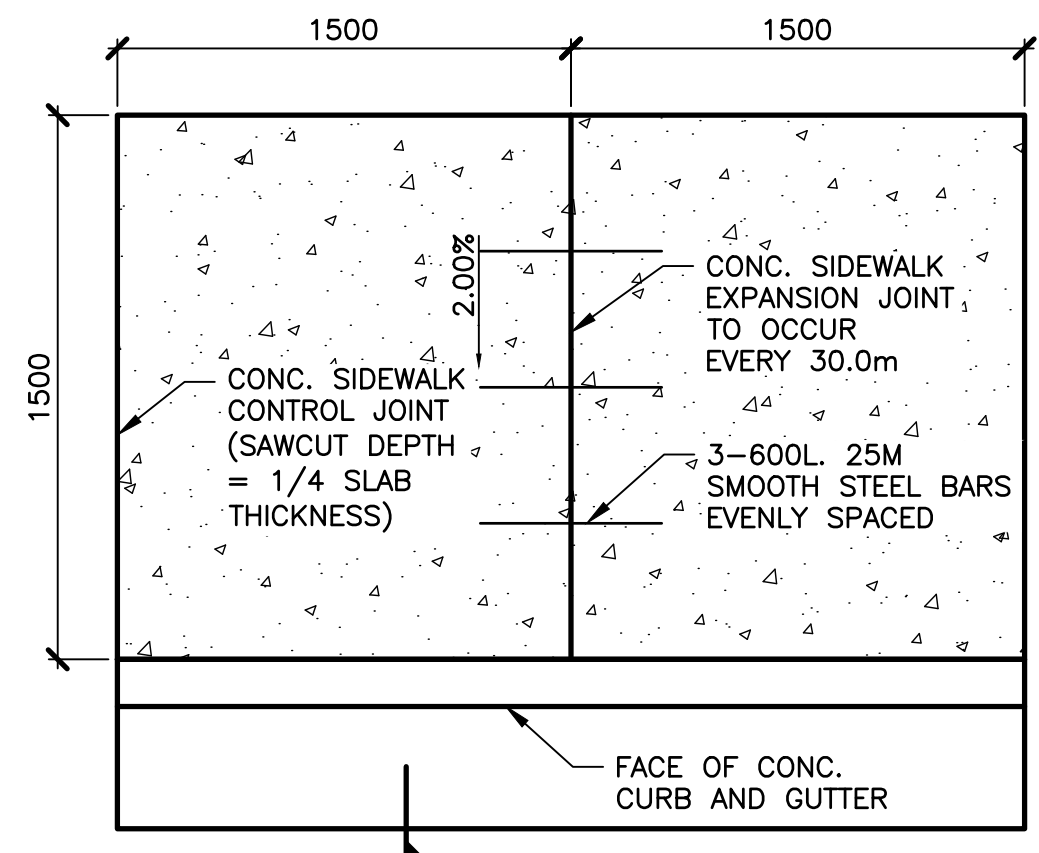 1500
1500
1500
2.00%
CONC. SIDEWALK
EXPANSION JOINT
TO OCCUR
EVERY 30.0m
CONC. SIDEWALK
CONTROL JOINT
(SAWCUT DEPTH
= 1/4 SLAB
THICKNESS)
3-600L. 25M
SMOOTH STEEL BARS
EVENLY SPACED
FACE OF CONC.
CURB AND GUTTER